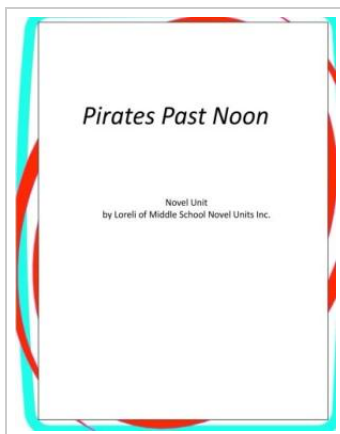 Pirates Past Noon
Novel Unit
by Loreli of Middle School Novel Units Inc.